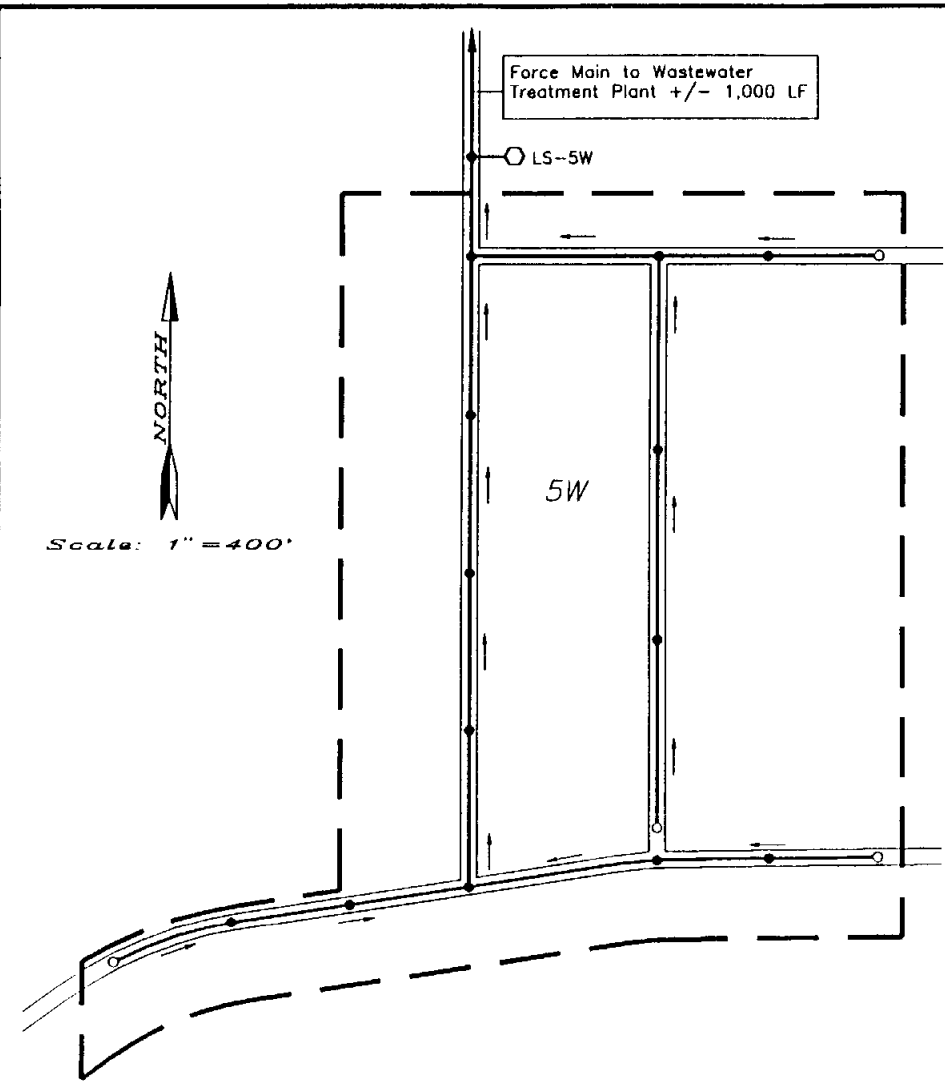 Force Main to Wastewater
Treatment Plant +/- 1,000 LF
LS-5W
NORTH
5W
Scale: 1"=400'